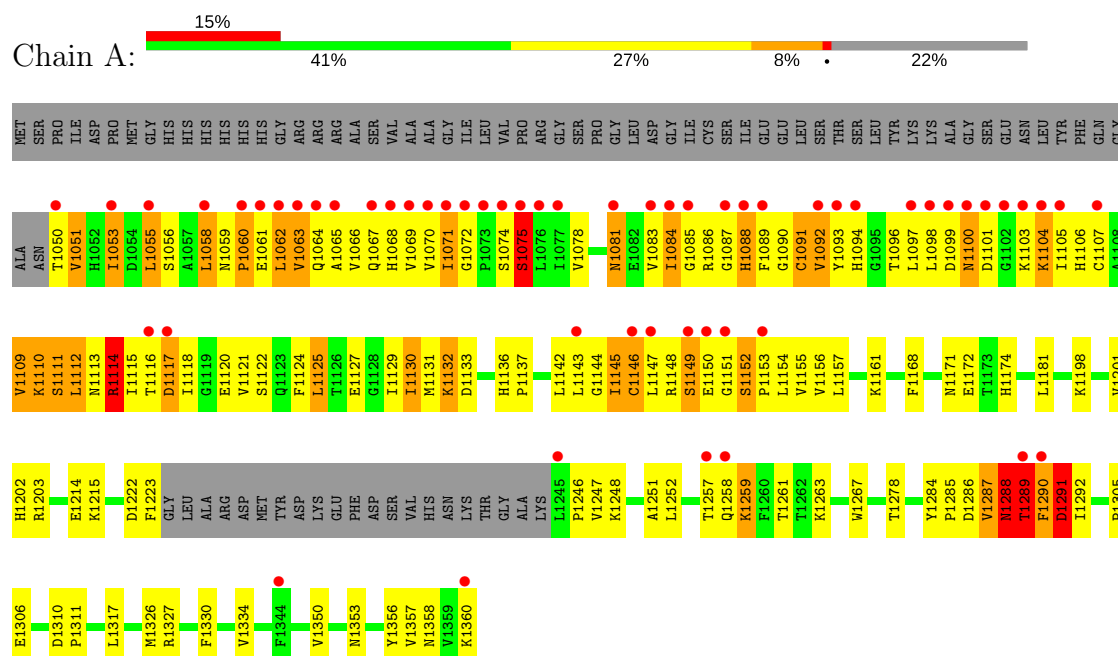 15%
Chain A:
41% 27% 8% • 22%
MET SER PRO ILE ASP PRO MET GLY HIS HIS HIS HIS HIS HIS GLY ARG ARG ARG ALA SER VAL ALA ALA GLY ILE LEU VAL PRO ARG GLY SER PRO GLY LEU ASP GLY ILE CYS SER ILE GLU GLU LEU SER THR SER LEU TYR LYS LYS ALA GLY SER GLU ASN LEU TYR PHE GLN GLY
ALA ASN T1050 V1051 H1052 I1053 D1054 L1055 S1056 A1057 L1058 N1059 P1060 E1061 L1062 V1063 Q1064 A1065 V1066 Q1067 H1068 V1069 V1070 I1071 G1072 P1073 S1074 S1075 L1076 I1077 V1078 N1081 E1082 V1083 I1084 G1085 R1086 G1087 H1088 F1089 G1090 C1091 V1092 Y1093 H1094 G1095 T1096 L1097 L1098 D1099 N1100 D1101 G1102 K1103 K1104 I1105 H1106 C1107 A1108
V1109 K1110 S1111 L1112 N1113 R1114 I1115 T1116 D1117 I1118 G1119 E1120 V1121 S1122 Q1123 F1124 L1125 T1126 E1127 G1128 I1129 I1130 M1131 K1132 D1133 H1136 P1137 L1142 L1143 G1144 I1145 C1146 L1147 R1148 S1149 E1150 G1151 S1152 P1153 L1154 V1155 V1156 L1157 K1161 F1168 N1171 E1172 T1173 H1174 L1181 K1198 K1201
H1202 R1203 E1214 K1215 D1222 F1223 GLY LEU ALA ARG ASP MET TYR ASP LYS GLU PHE ASP SER VAL HIS ASN LYS THR GLY ALA LYS L1245 P1246 V1247 K1248 A1251 L1252 T1257 Q1258 K1259 F1260 T1261 T1262 K1263 W1267 T1278 Y1284 P1285 D1286 V1287 N1288 T1289 F1290 D1291 I1292 P1305
E1306 D1310 P1311 L1317 M1326 R1327 F1330 V1334 F1344 V1350 N1353 Y1356 V1357 N1358 V1359 K1360